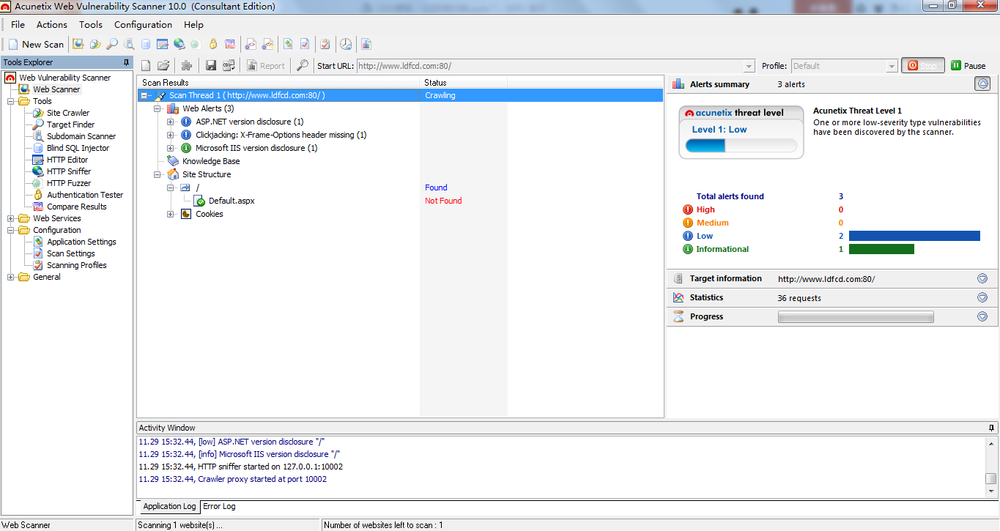 Acunetix Web Vulnerability Scanner 10.0 (Consultant Edition)
File Actions Tools Configuration Help
New Scan
Tools Explorer
Report Start URL: http://www.ldfcd.com:80/ Profile: Default Stop Pause
Web Vulnerability Scanner
Web Scanner
Tools
Site Crawler
Target Finder
Subdomain Scanner
Blind SQL Injector
HTTP Editor
HTTP Sniffer
HTTP Fuzzer
Authentication Tester
Compare Results
Web Services
Configuration
Application Settings
Scan Settings
Scanning Profiles
General
Scan Results Status
Scan Thread 1 ( http://www.ldfcd.com:80/ ) Crawling
Web Alerts (3)
ASP.NET version disclosure (1)
Clickjacking: X-Frame-Options header missing (1)
Microsoft IIS version disclosure (1)
Knowledge Base
Site Structure
/ Found
Default.aspx Not Found
Cookies
Alerts summary 3 alerts
acunetix threat level
Level 1: Low
Acunetix Threat Level 1
One or more low-severity type vulnerabilities
have been discovered by the scanner.
Total alerts found 3
High 0
Medium 0
Low 2
Informational 1
Target information http://www.ldfcd.com:80/
Statistics 36 requests
Progress
Activity Window
11.29 15:32.44, [low] ASP.NET version disclosure "/"
11.29 15:32.44, [info] Microsoft IIS version disclosure "/"
11.29 15:32.44, HTTP sniffer started on 127.0.0.1:10002
11.29 15:32.44, Crawler proxy started at port 10002
Application Log Error Log
Web Scanner Scanning 1 website(s) ... Number of websites left to scan : 1